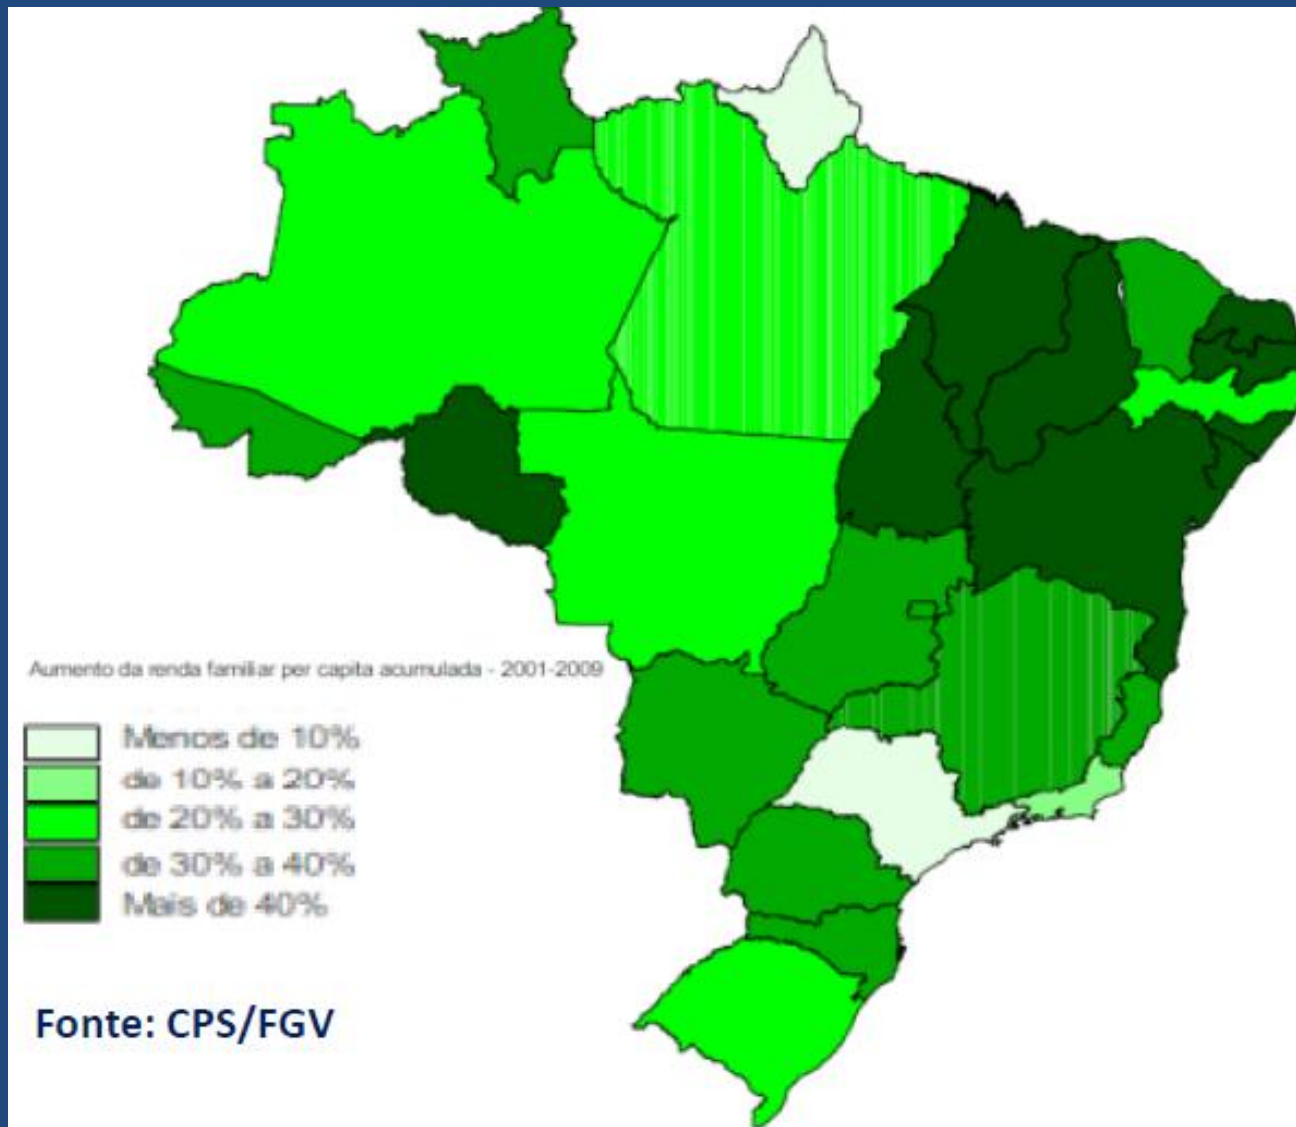 Aumento da renda familiar per capita acumulada - 2001-2009
Menos de 10%
de 10% a 20%
de 20% a 30%
de 30% a 40%
Mais de 40%
Fonte: CPS/FGV